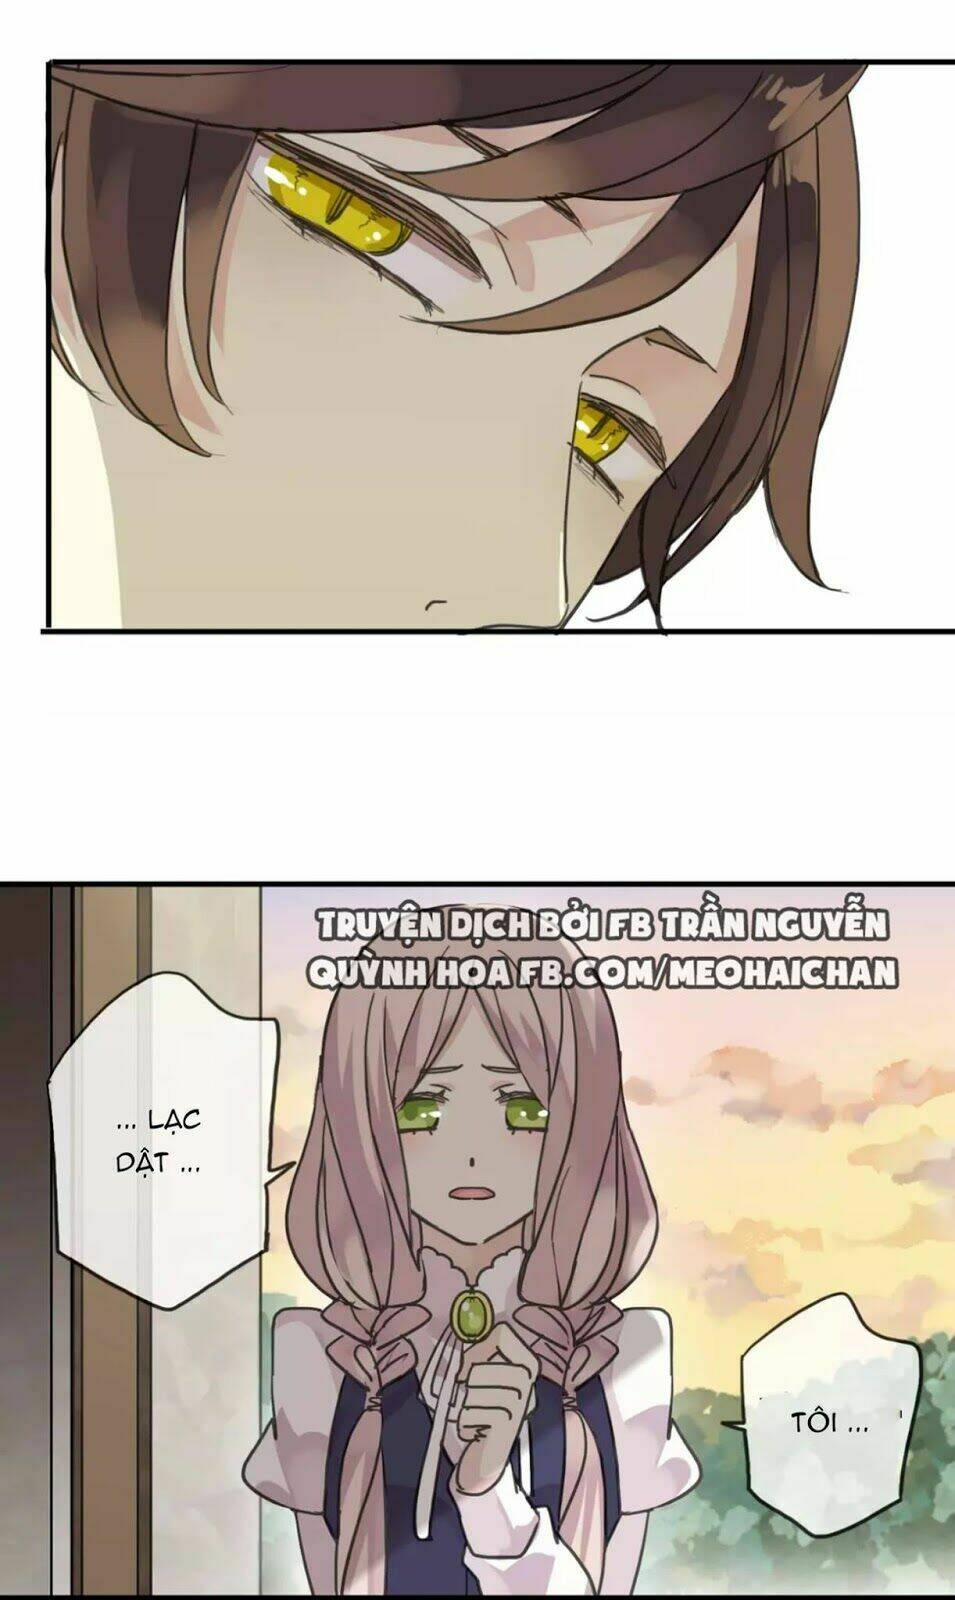 TRUYỆN DỊCH BỞI FB TRẦN NGUYỄN
QUỲNH HOA FB.COM/MEOHAICHAN
... LẠC
DẬT ...
TÔI ...